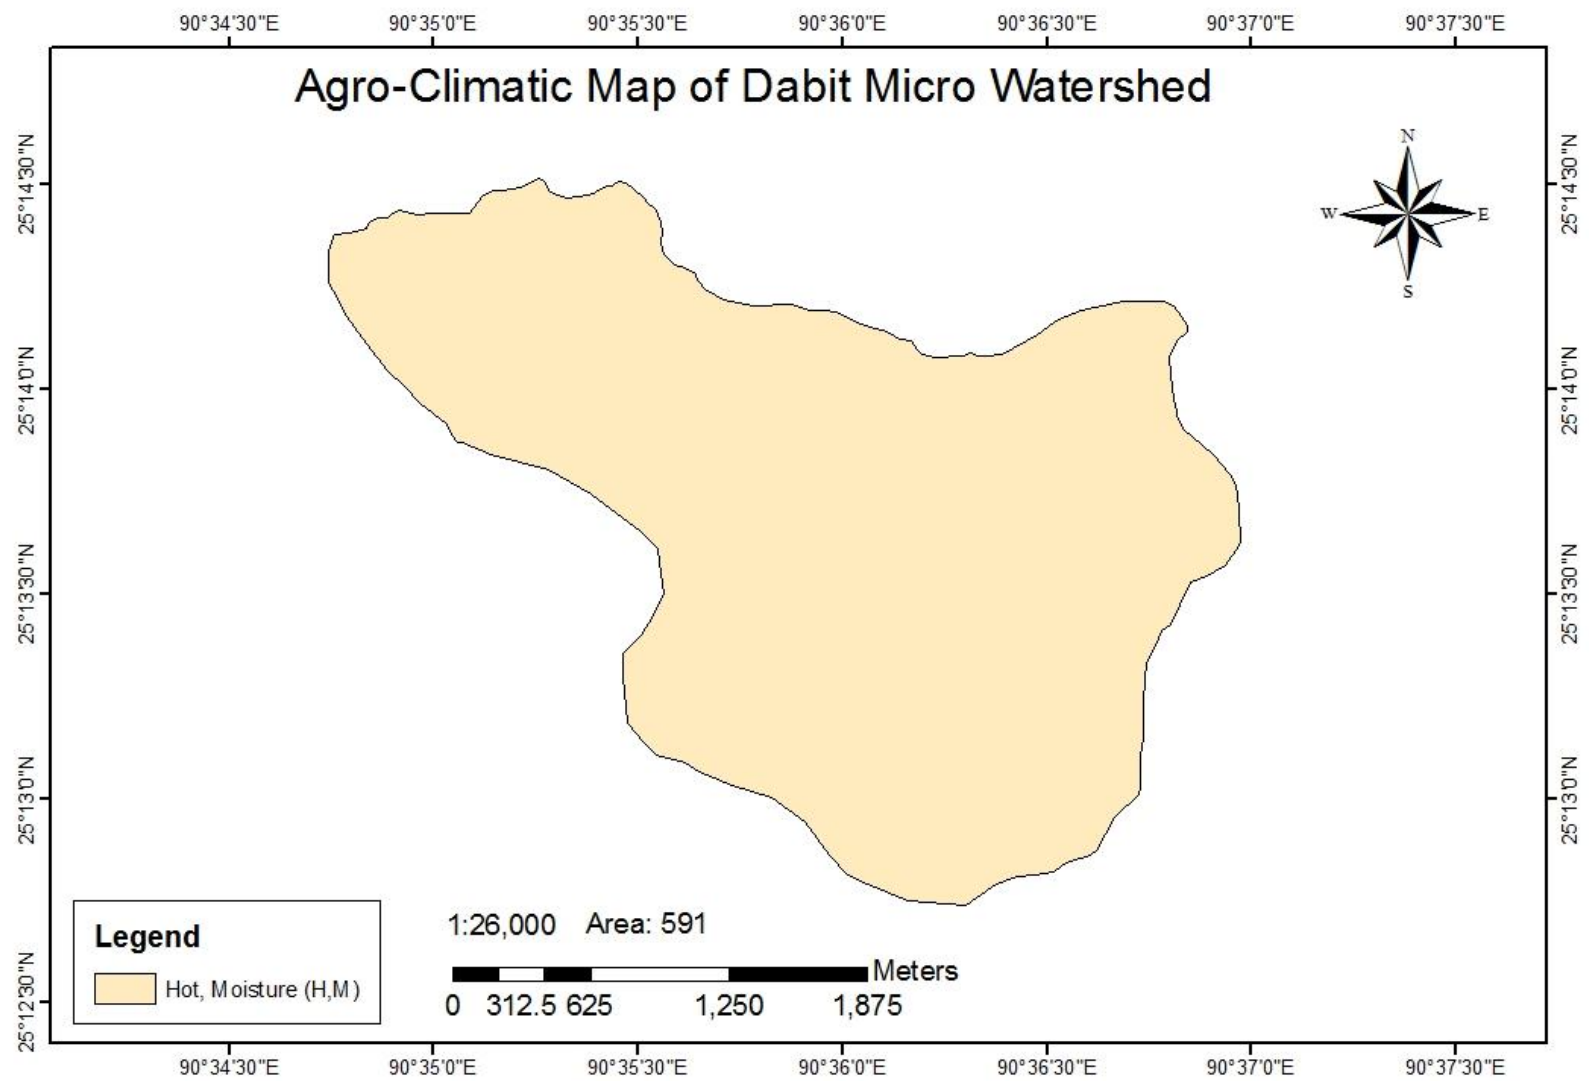 90°34'30"E 90°35'0"E 90°35'30"E 90°36'0"E 90°36'30"E 90°37'0"E 90°37'30"E
Agro-Climatic Map of Dabit Micro Watershed
N
W E
S
25°14'30"N 25°14'30"N
25°14'0"N 25°14'0"N
25°13'30"N 25°13'30"N
25°13'0"N 25°13'0"N
25°12'30"N 25°12'30"N
Legend
Hot, Moisture (H,M)
1:26,000 Area: 591
Meters
0 312.5 625 1,250 1,875
90°34'30"E 90°35'0"E 90°35'30"E 90°36'0"E 90°36'30"E 90°37'0"E 90°37'30"E